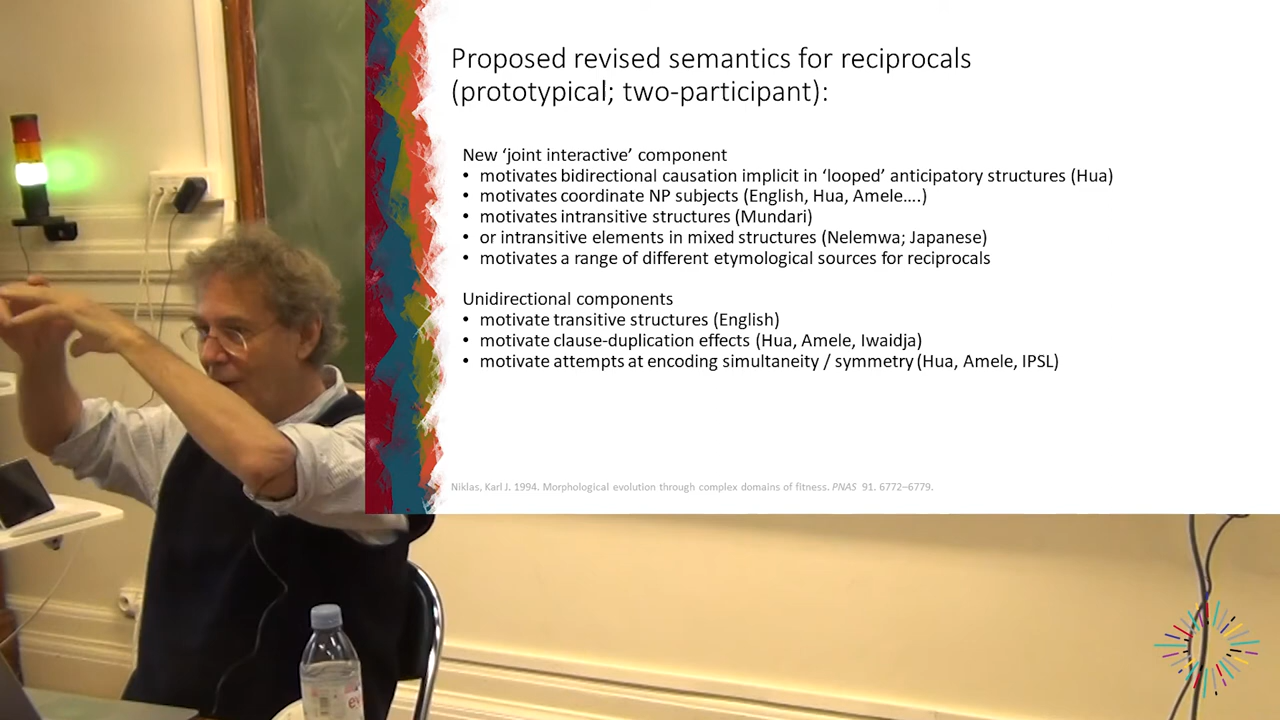 Proposed revised semantics for reciprocals
(prototypical; two-participant):
New ‘joint interactive’ component
• motivates bidirectional causation implicit in ‘looped’ anticipatory structures (Hua)
• motivates coordinate NP subjects (English, Hua, Amele….)
• motivates intransitive structures (Mundari)
• or intransitive elements in mixed structures (Nelemwa; Japanese)
• motivates a range of different etymological sources for reciprocals
Unidirectional components
• motivate transitive structures (English)
• motivate clause-duplication effects (Hua, Amele, Iwaidja)
• motivate attempts at encoding simultaneity / symmetry (Hua, Amele, IPSL)
Niklas, Karl J. 1994. Morphological evolution through complex domains of fitness. PNAS 91. 6772–6779.